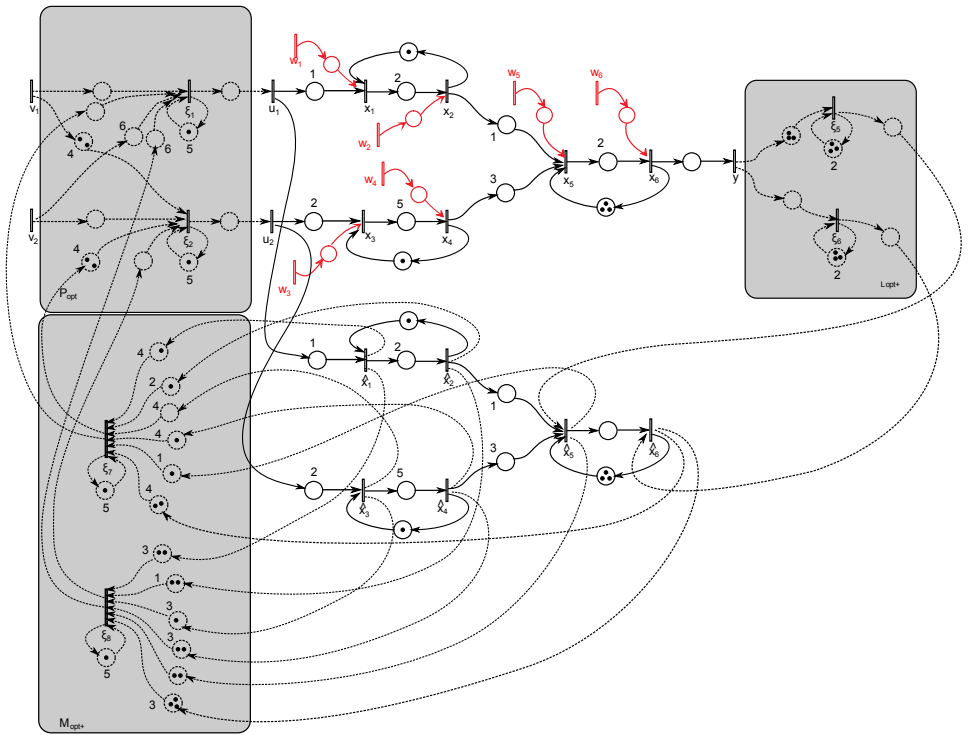 w₁
1
x₁
2
x₂
w₅
w₆
v₁
ξ₁
u₁
6
4
6
5
w₂
1
2
x₅
x₆
y
ξ₅
2
w₄
3
v₂
ξ₂
u₂
2
x₃
5
x₄
ξ₆
2
4
5
w₃
P_opt
Lopt+
4
1
x̂₁
2
x̂₂
2
4
1
4
x̂₅
x̂₆
1
3
ξ₇
5
4
2
x̂₃
5
x̂₄
3
1
3
ξ₈
3
5
3
M_opt+